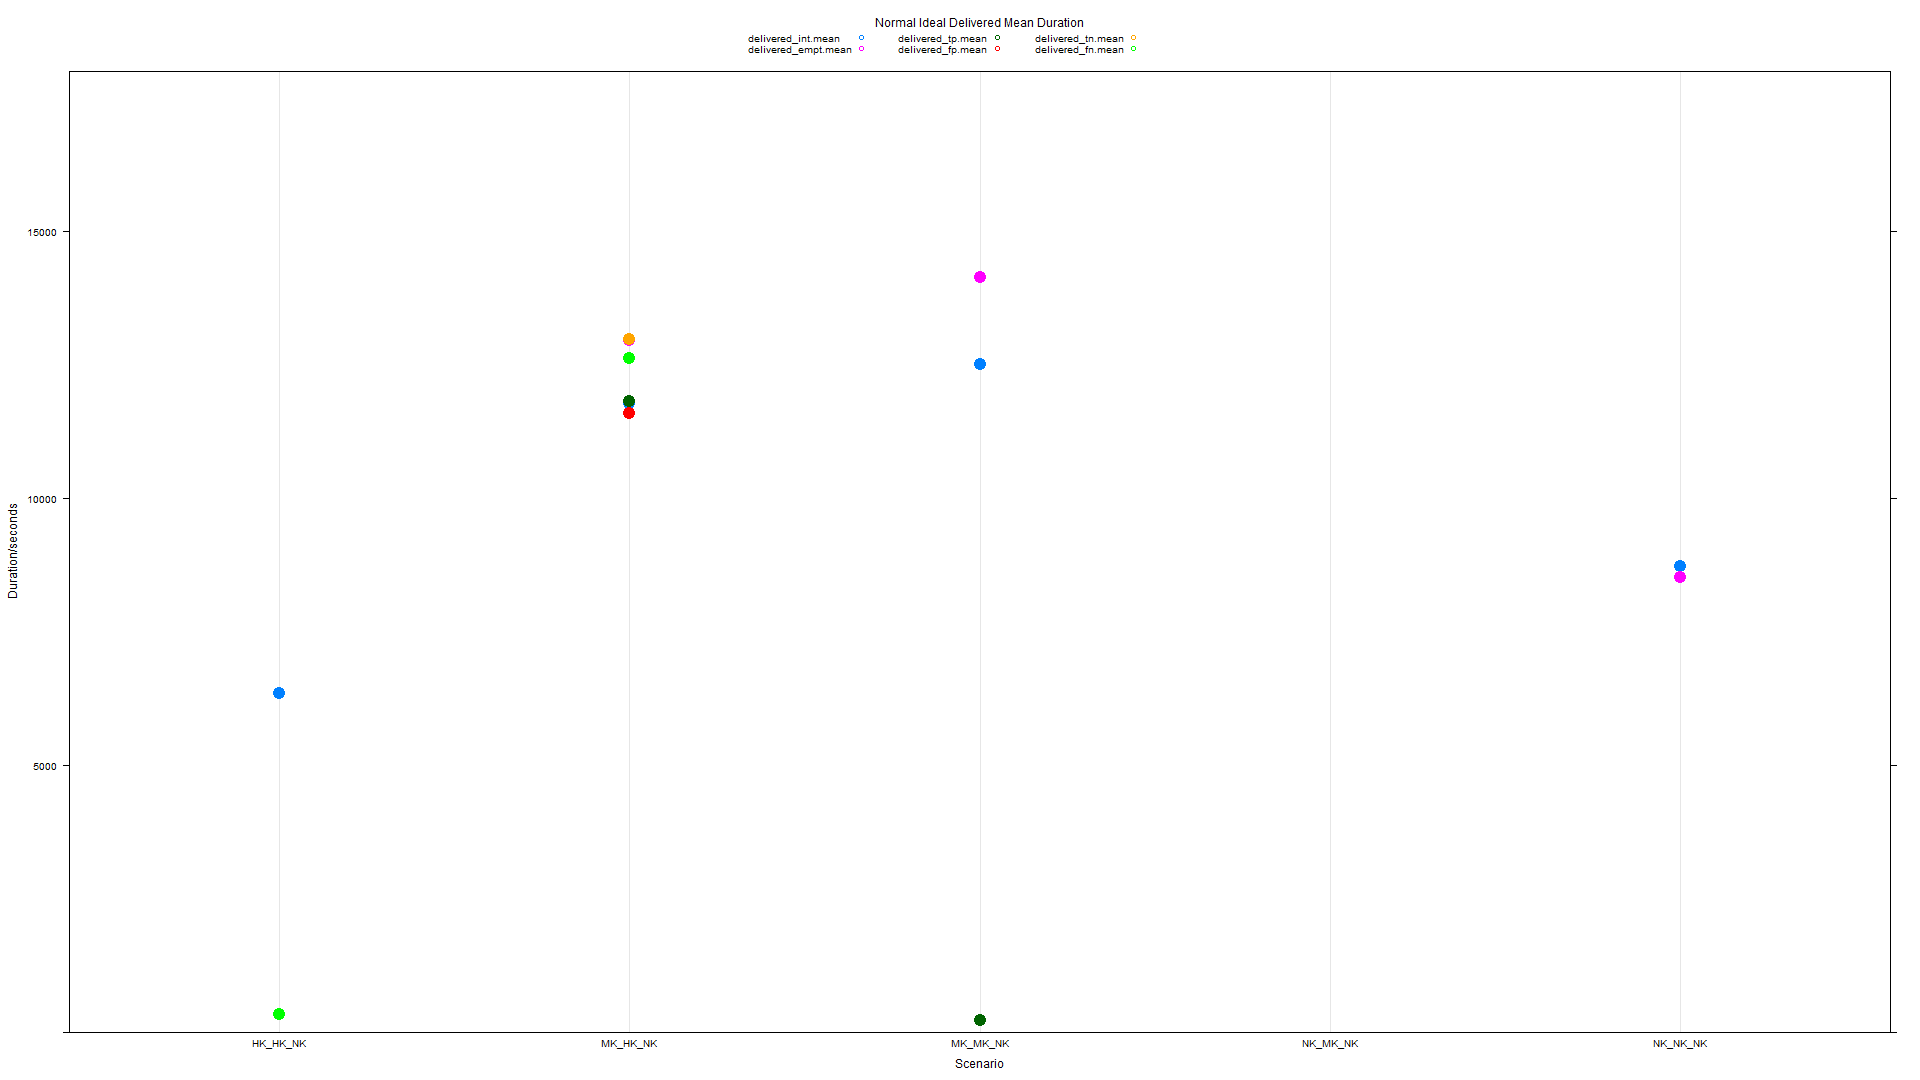 Normal Ideal Delivered Mean Duration
delivered_int.mean delivered_tp.mean delivered_tn.mean
delivered_empt.mean delivered_fp.mean delivered_fn.mean
15000
10000
5000
Duration/seconds
HK_HK_NK MK_HK_NK MK_MK_NK NK_MK_NK NK_NK_NK
Scenario